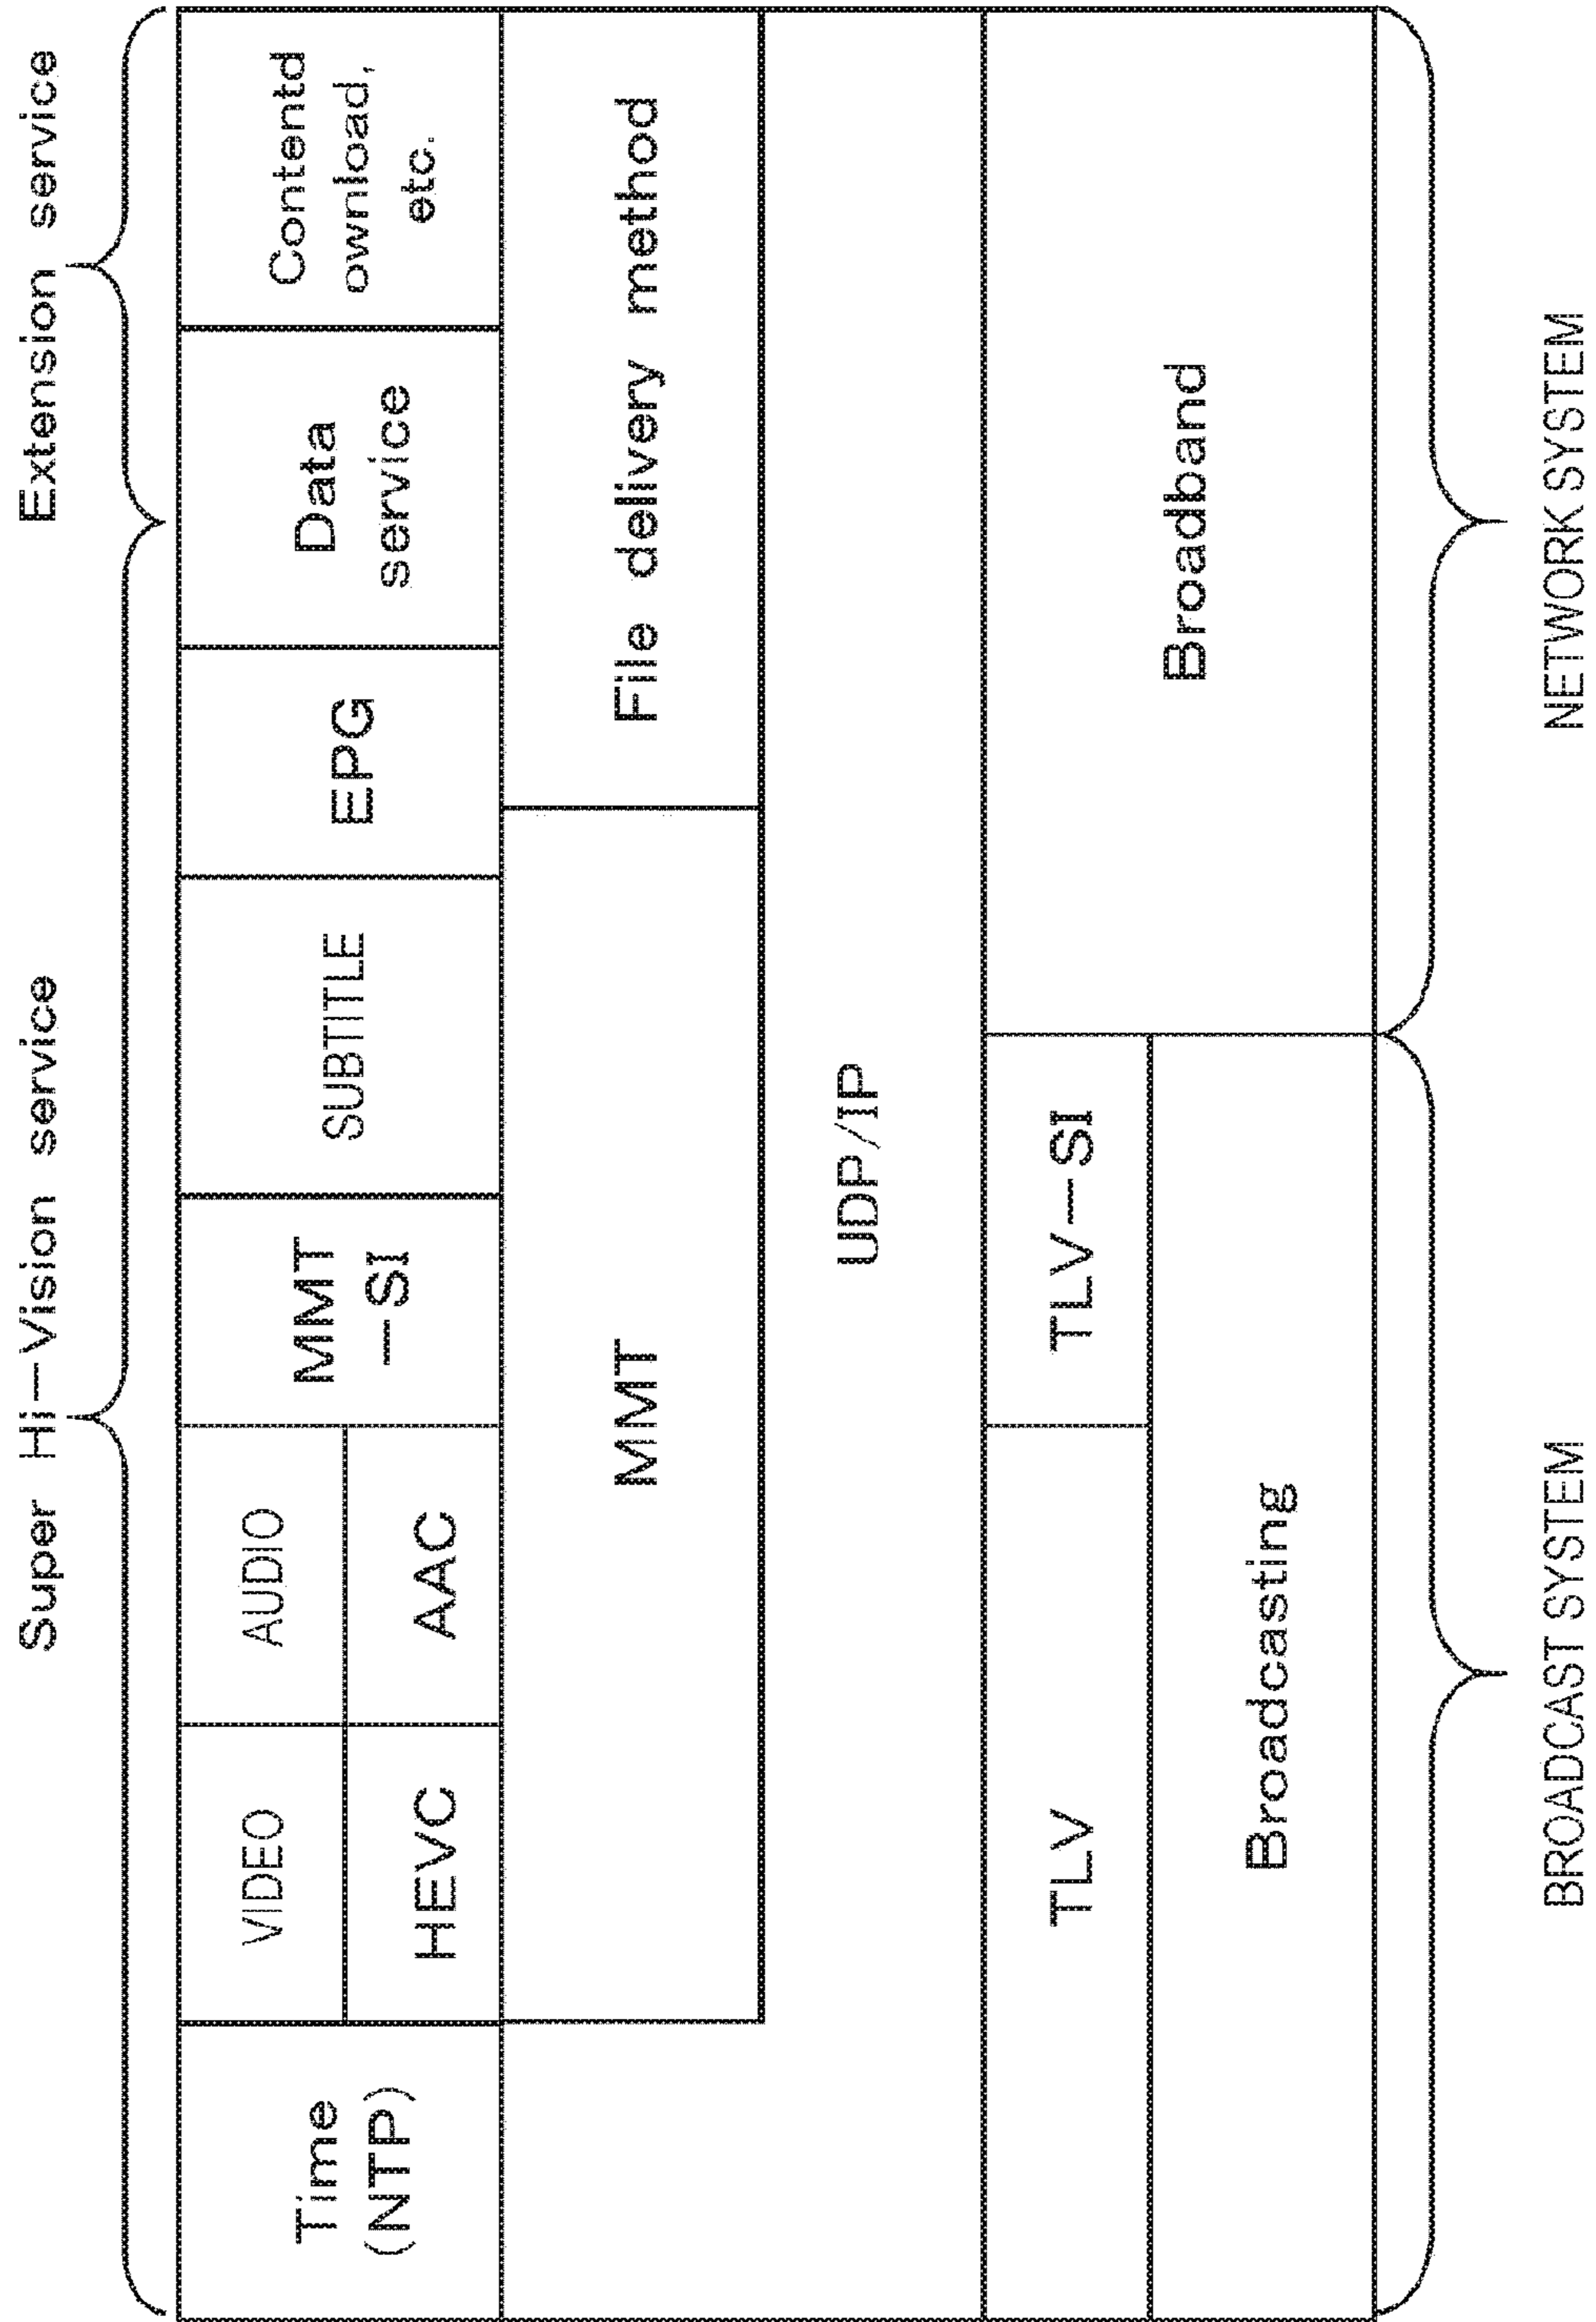 Super Hi—Vision service
Extension service
Time
(NTP)
VIDEO
HEVC
AUDIO
AAC
MMT
—SI
SUBTITLE
EPG
Data
service
Contentd
ownload,
etc.
MMT
File delivery method
UDP/IP
TLV
TLV—SI
Broadcasting
Broadband
BROADCAST SYSTEM
NETWORK SYSTEM